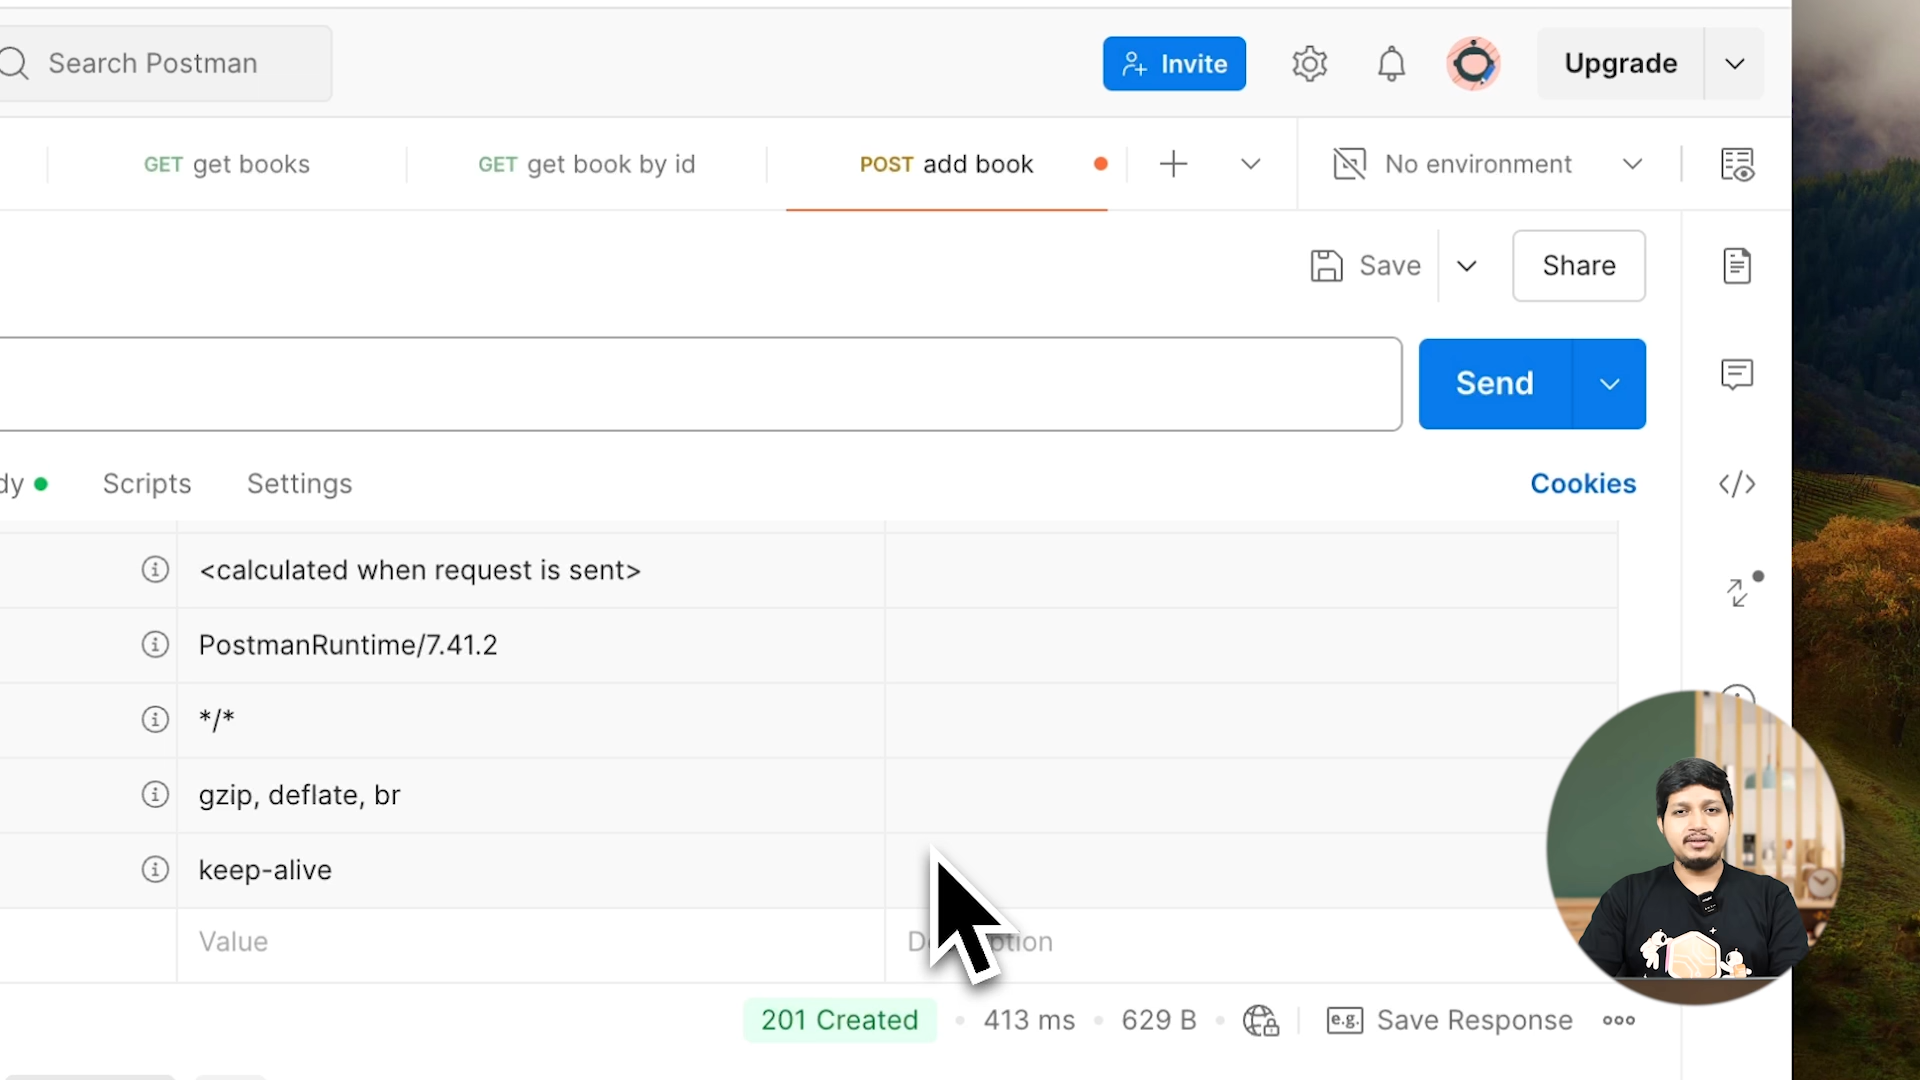 Search Postman
Invite
Upgrade
GET get books
GET get book by id
POST add book
No environment
Save
Share
Send
dy
Scripts
Settings
Cookies
<calculated when request is sent>
PostmanRuntime/7.41.2
*/*
gzip, deflate, br
keep-alive
Value
201 Created
413 ms
629 B
e.g.
Save Response